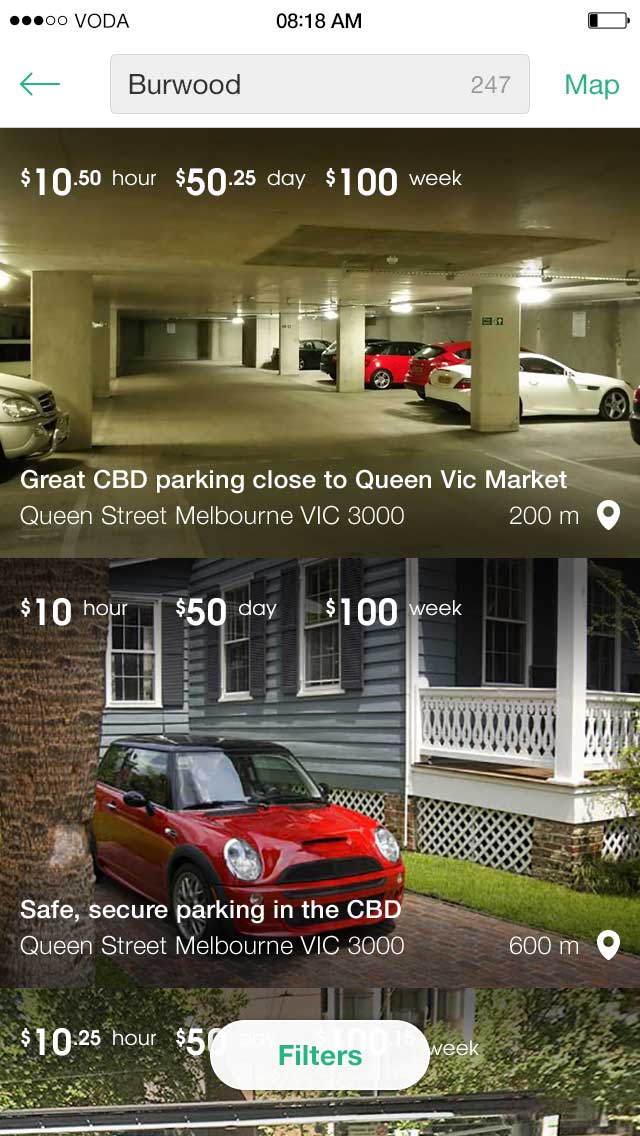 VODA 08:18 AM
Burwood 247 Map
$10.50 hour $50.25 day $100 week
Great CBD parking close to Queen Vic Market
Queen Street Melbourne VIC 3000 200 m
$10 hour $50 day $100 week
Safe, secure parking in the CBD
Queen Street Melbourne VIC 3000 600 m
$10.25 hour $50 day $100.15 week
Filters